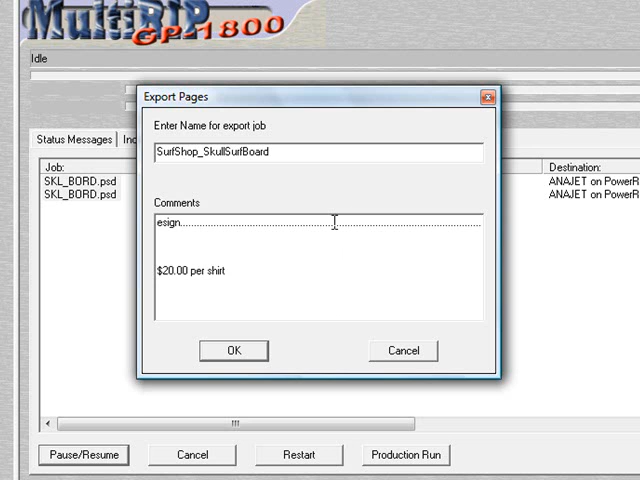 MultiRIP
GP-1800
Idle
Export Pages
Enter Name for export job
SurfShop_SkullSurfBoard
Comments
esign......................................................................................................
$20.00 per shirt
OK
Cancel
Status Messages
Inc
Job:
Destination:
SKL_BORD.psd
ANAJET on PowerR
SKL_BORD.psd
ANAJET on PowerR
Pause/Resume
Cancel
Restart
Production Run